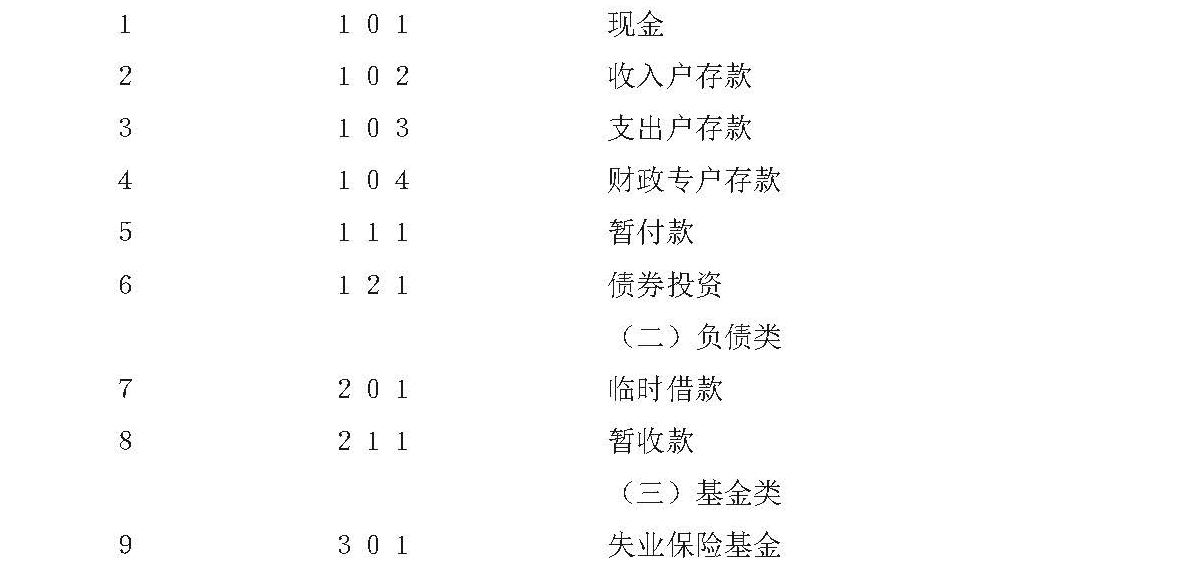 1 101 现金
2 102 收入户存款
3 103 支出户存款
4 104 财政专户存款
5 111 暂付款
6 121 债券投资
（二）负债类
7 201 临时借款
8 211 暂收款
（三）基金类
9 301 失业保险基金